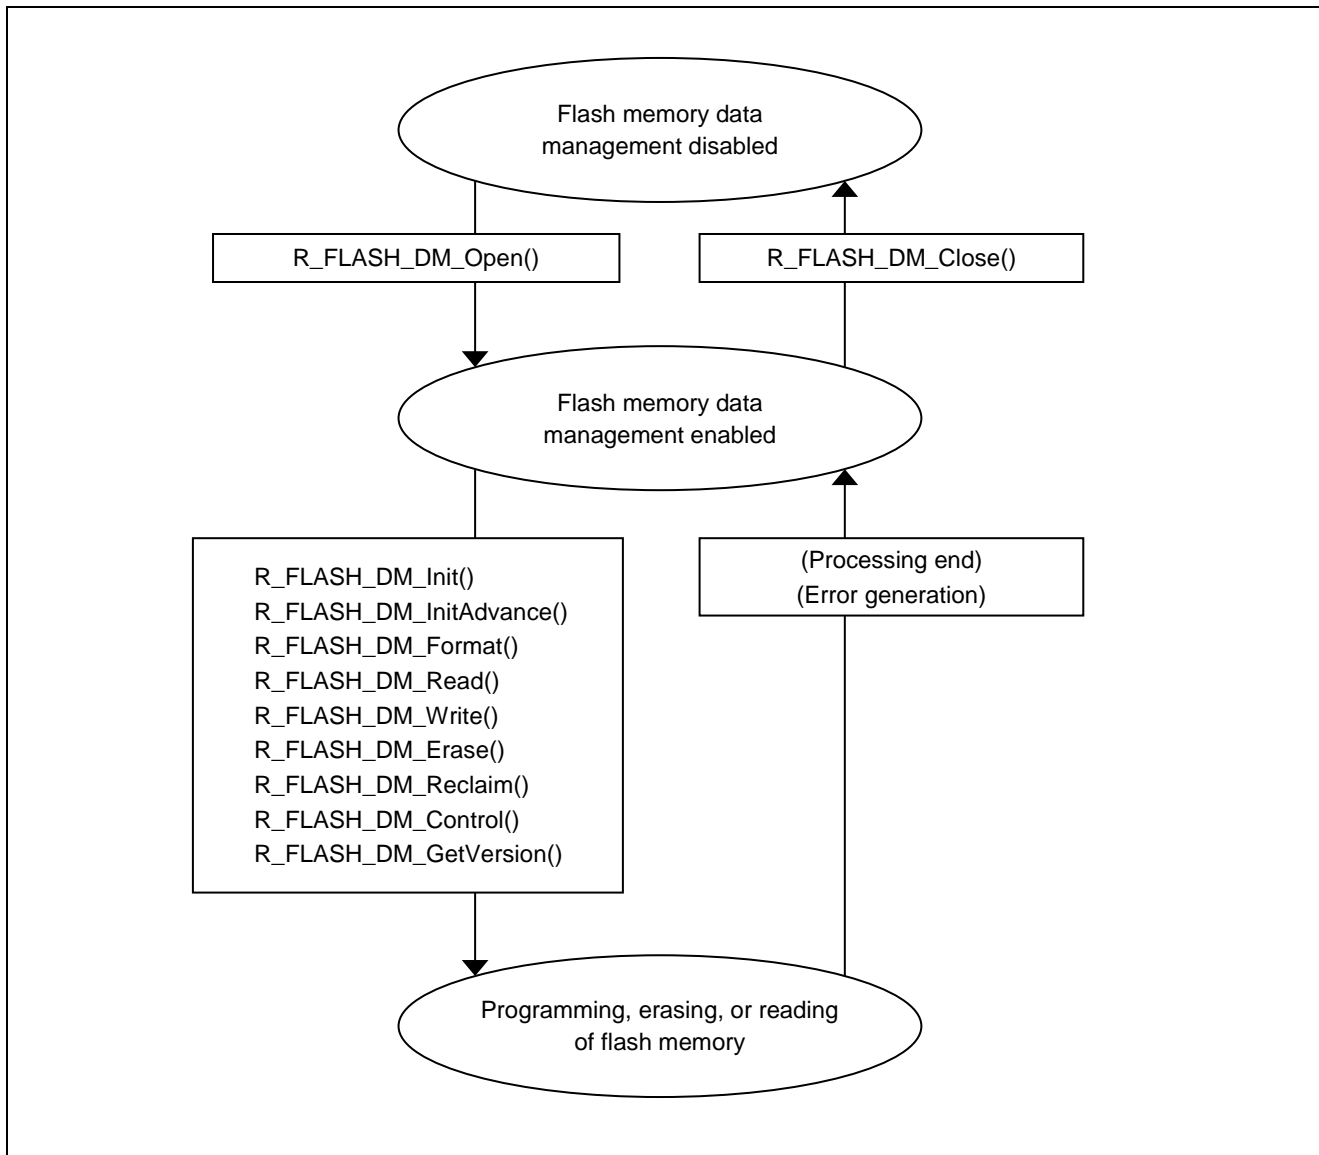 Flash memory data
management disabled
R_FLASH_DM_Open()
R_FLASH_DM_Close()
Flash memory data
management enabled
R_FLASH_DM_Init()
R_FLASH_DM_InitAdvance()
R_FLASH_DM_Format()
R_FLASH_DM_Read()
R_FLASH_DM_Write()
R_FLASH_DM_Erase()
R_FLASH_DM_Reclaim()
R_FLASH_DM_Control()
R_FLASH_DM_GetVersion()
(Processing end)
(Error generation)
Programming, erasing, or reading
of flash memory